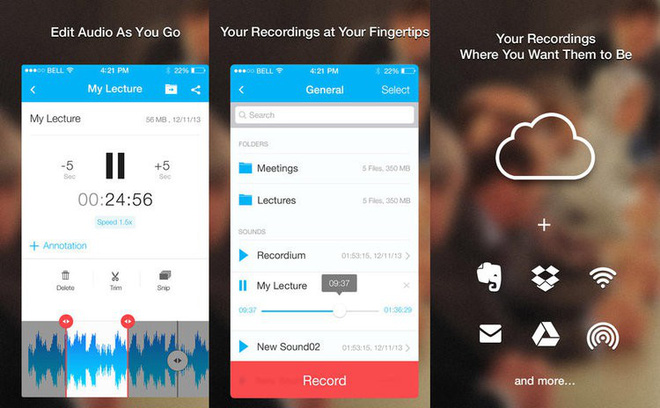 Edit Audio As You Go
BELL 4:21 PM 22%
My Lecture
My Lecture 56 MB , 12/11/13
-5 +5
Sec Sec
00:24:56
Speed 1.5x
+ Annotation
Delete Trim Snip
Your Recordings at Your Fingertips
BELL 4:21 PM 22%
General Select
Search
FOLDERS
Meetings 5 Files, 350 MB
Lectures 5 Files, 350 MB
SOUNDS
Recordium 01:53:15, 12/11/13
My Lecture
09:37
09:37 01:36:29
New Sound02 01:53:15, 12/11/13
Record
Your Recordings
Where You Want Them to Be
+
and more...